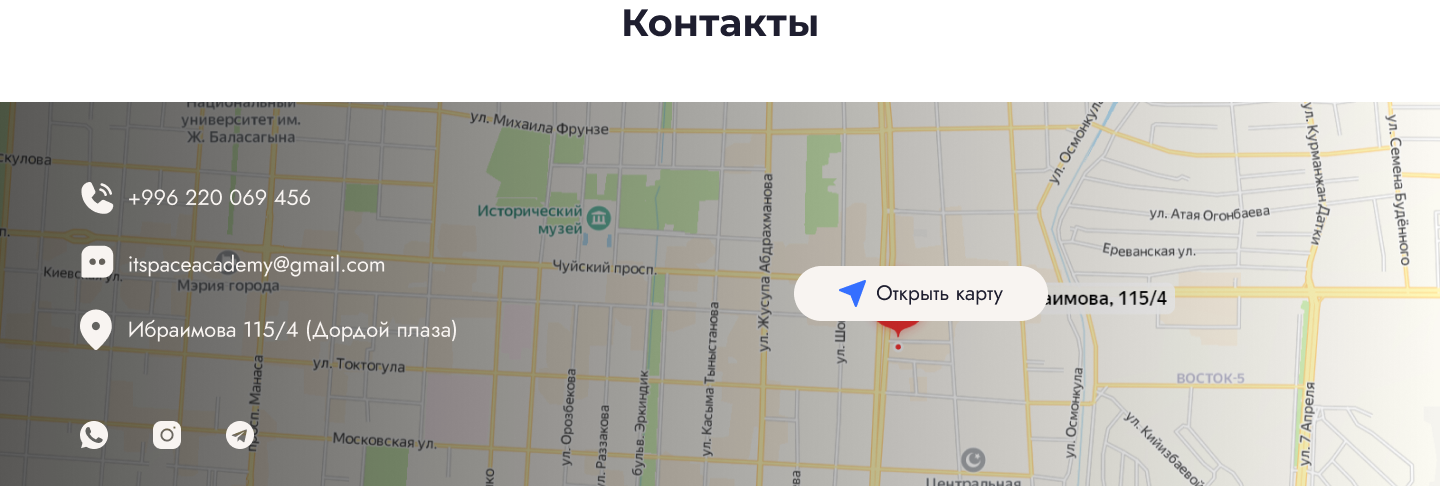 Контакты
Национальный
университет им.
Ж. Баласагына
ул. Михаила Фрунзе
ул. Осмонкула
ул. Курманжан Датки
ул. Семена Будённого
скулова
+996 220 069 456
Исторический
музей
ул. Жусупа Абдрахманова
ул. Атая Огонбаева
Ереванская ул.
itspaceacademy@gmail.com
Чуйский просп.
Мэрия города
Открыть карту
аимова, 115/4
Ибраимова 115/4 (Дордой плаза)
ул. Токтогула
просп. Манаса
ул. Орозбекова
ул. Раззакова
бульв. Эркиндик
ул. Касыма Тыныстанова
ул. Шо
ул. Осмонкула
ВОСТОК-5
ул. 7 Апреля
ул. Кийизбаевой
Московская ул.
Центральная